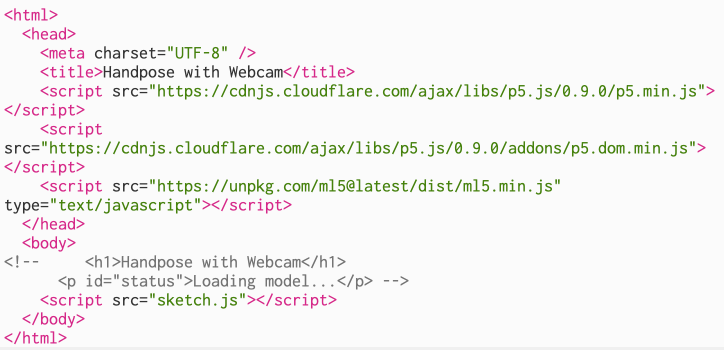 <html>
<head>
<meta charset="UTF-8" />
<title>Handpose with Webcam</title>
<script src="https://cdnjs.cloudflare.com/ajax/libs/p5.js/0.9.0/p5.min.js">
</script>
<script
src="https://cdnjs.cloudflare.com/ajax/libs/p5.js/0.9.0/addons/p5.dom.min.js">
</script>
<script src="https://unpkg.com/ml5@latest/dist/ml5.min.js"
type="text/javascript"></script>
</head>
<body>
<!--     <h1>Handpose with Webcam</h1>
<p id="status">Loading model...</p> -->
<script src="sketch.js"></script>
</body>
</html>